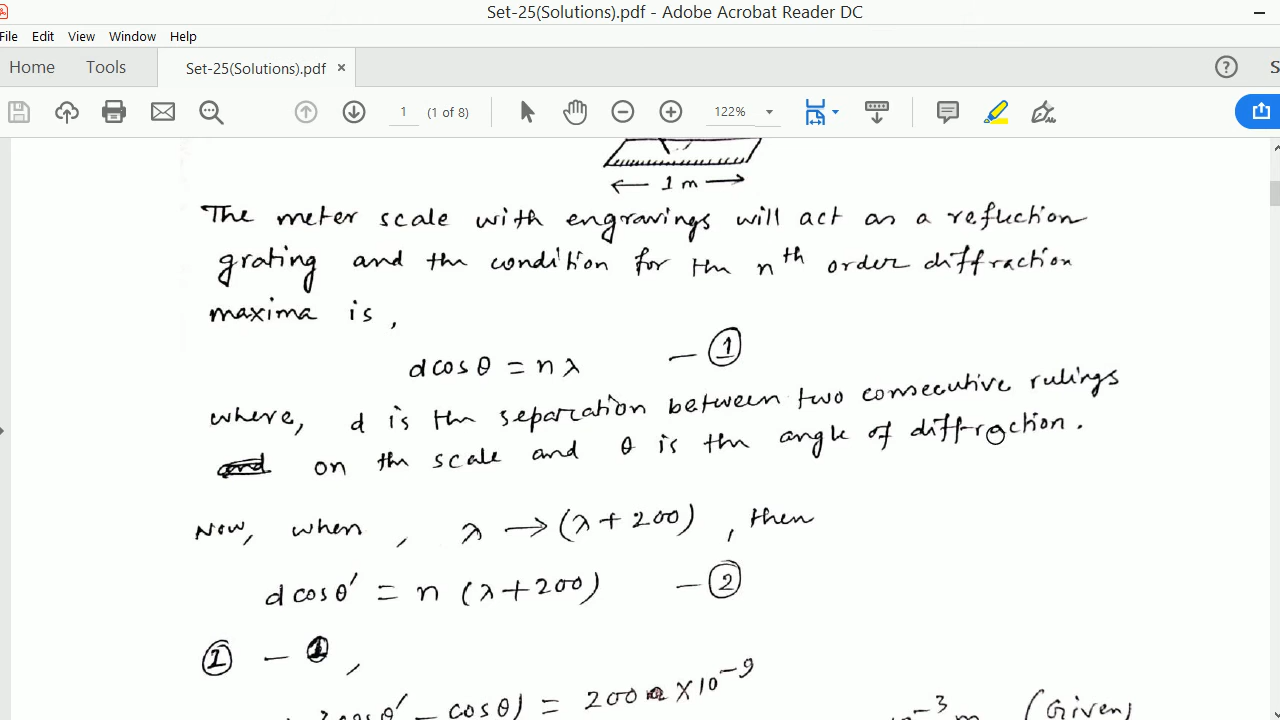 Set-25(Solutions).pdf - Adobe Acrobat Reader DC
File Edit View Window Help
Home Tools Set-25(Solutions).pdf ×
1 (1 of 8) 122%
← 1 m →
The meter scale with engravings will act as a reflection
grating and the condition for the nth order diffraction
maxima is,
d cos θ = n λ — ①
where, d is the separation between two consecutive rulings
on the scale and θ is the angle of diffraction.
Now, when, λ → (λ + 200), then
d cos θ' = n (λ + 200) — ②
cos θ' - cos θ) = 200 × 10⁻⁹
10⁻³ m (Given)